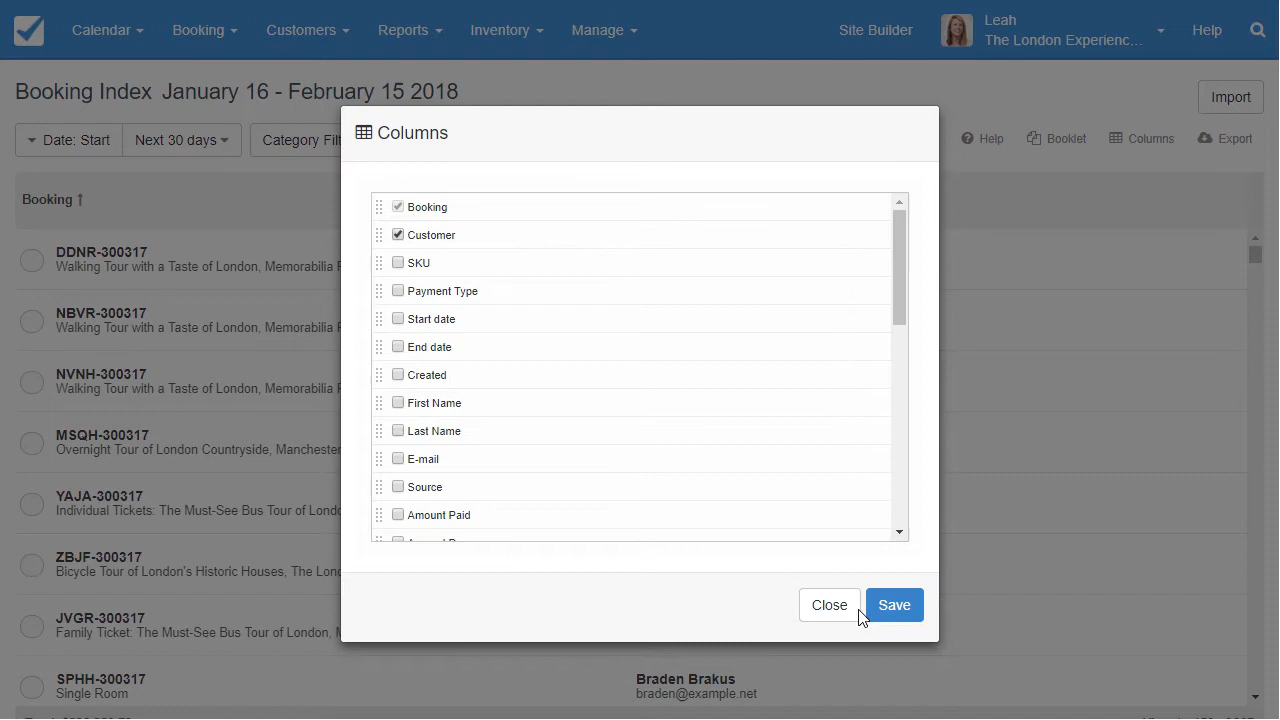 Calendar Booking Customers Reports Inventory Manage Site Builder Leah Help
The London Experienc...
Booking Index January 16 - February 15 2018
Import
Date: Start Next 30 days Category Filt Help Booklet Columns Export
Columns
Booking
DDNR-300317
Walking Tour with a Taste of London, Memorabilia P
NBVR-300317
Walking Tour with a Taste of London, Memorabilia P
NVNH-300317
Walking Tour with a Taste of London, Memorabilia P
MSQH-300317
Overnight Tour of London Countryside, Manchester
YAJA-300317
Individual Tickets: The Must-See Bus Tour of Londo
ZBJF-300317
Bicycle Tour of London's Historic Houses, The Lon
JVGR-300317
Family Ticket: The Must-See Bus Tour of London, M
SPHH-300317
Single Room
Braden Brakus
braden@example.net
Booking
Customer
SKU
Payment Type
Start date
End date
Created
First Name
Last Name
E-mail
Source
Amount Paid
Close Save